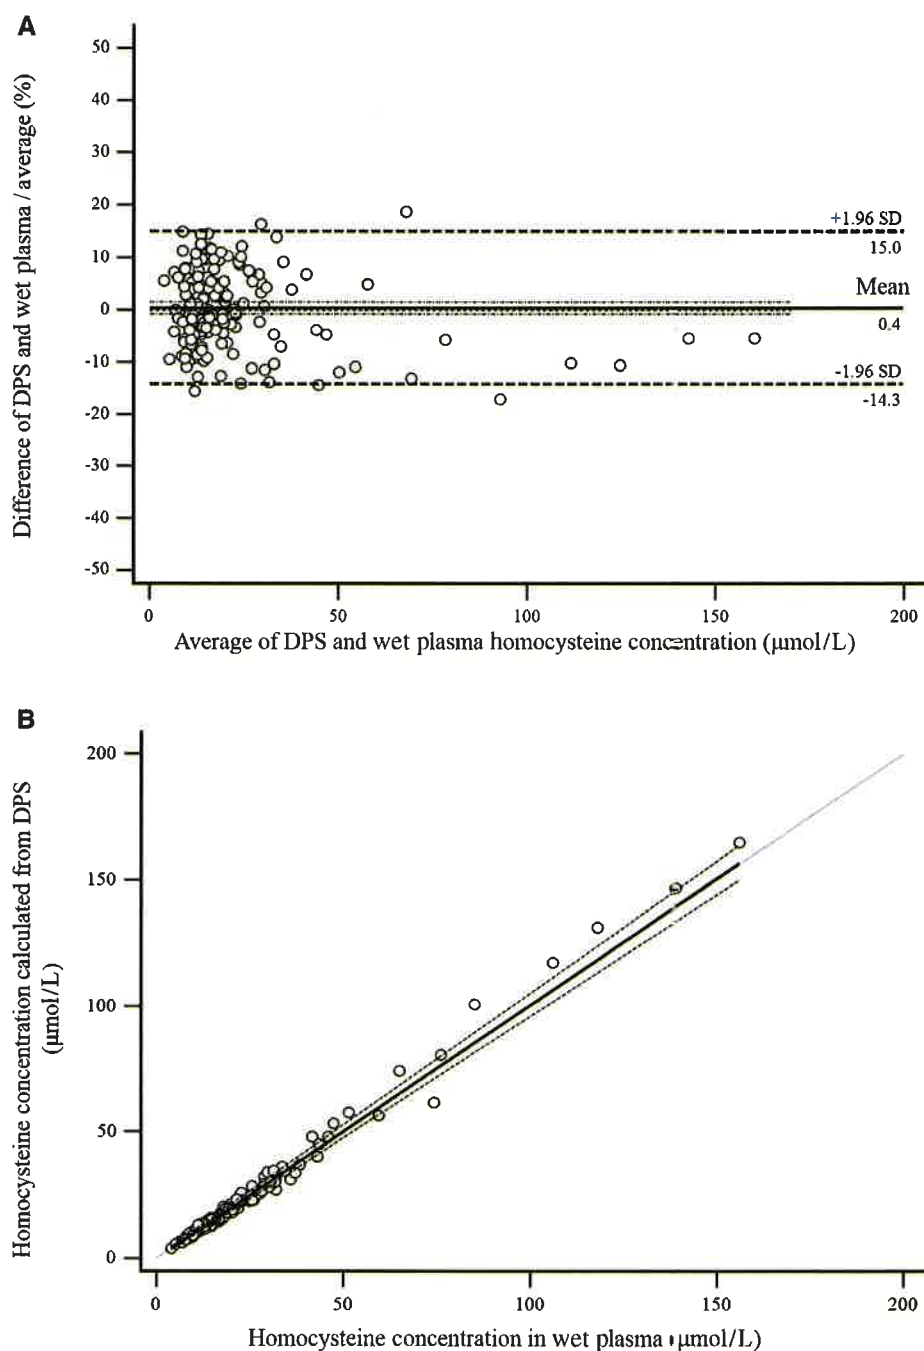 A
Difference of DPS and wet plasma / average (%)
50
40
30
20
10
0
-10
-20
-30
-40
-50
+1.96 SD
15.0
Mean
0.4
-1.96 SD
-14.3
0 50 100 150 200
Average of DPS and wet plasma homocysteine concentration (μmol/L)
B
Homocysteine concentration calculated from DPS
(μmol/L)
200
150
100
50
0
0 50 100 150 200
Homocysteine concentration in wet plasma (μmol/L)